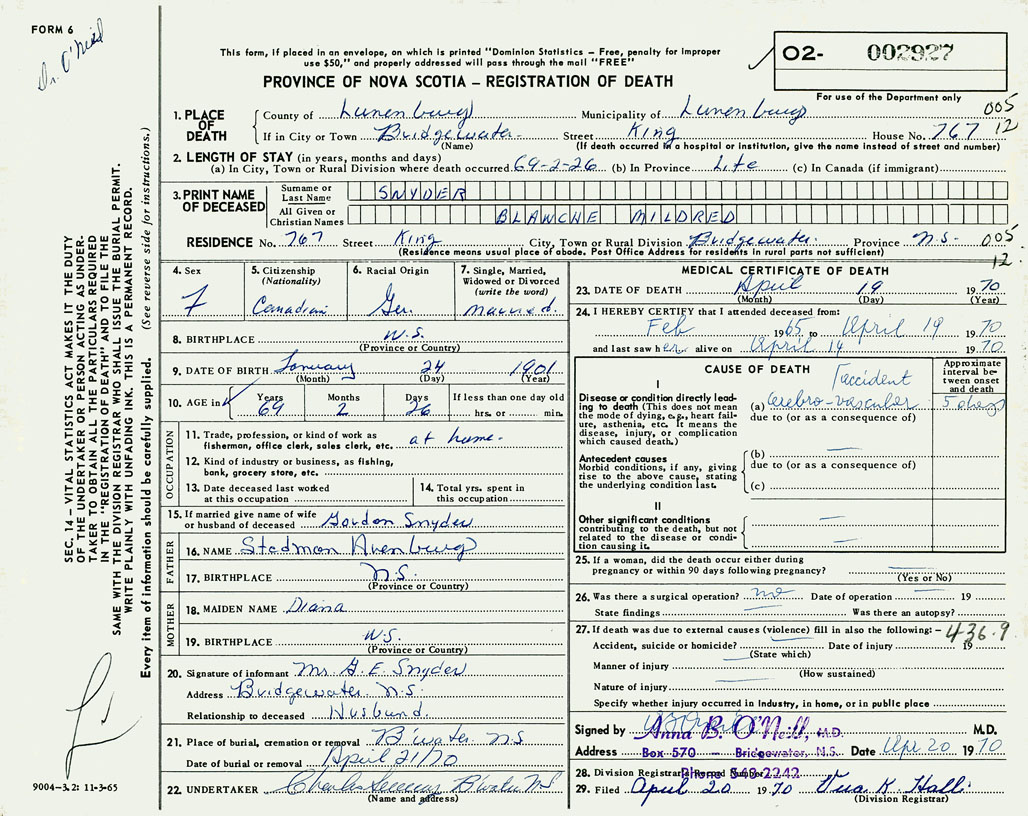 FORM 6
Dr. O'Neill
This form, if placed in an envelope, on which is printed "Dominion Statistics – Free, penalty for improper
use $50," and properly addressed will pass through the mail "FREE"
PROVINCE OF NOVA SCOTIA – REGISTRATION OF DEATH
O2- 002927
For use of the Department only
005
12
1. PLACE OF DEATH
County of Lunenburg Municipality of Lunenburg
If in City or Town Bridgewater Street King House No. 767
(Name) (If death occurred in a hospital or institution, give the name instead of street and number)
2. LENGTH OF STAY (in years, months and days)
(a) In City, Town or Rural Division where death occurred 69-2-26 (b) In Province Life (c) In Canada (if immigrant)
3. PRINT NAME OF DECEASED
Surname or Last Name SNYDER
All Given or Christian Names BLANCHE MILDRED
RESIDENCE No. 767 Street King City, Town or Rural Division Bridgewater Province N.S. 005
(Residence means usual place of abode. Post Office Address for residents in rural parts not sufficient) 12.
4. Sex F
5. Citizenship (Nationality) Canadian
6. Racial Origin Ger.
7. Single, Married, Widowed or Divorced (write the word) married.
8. BIRTHPLACE N.S.
(Province or Country)
9. DATE OF BIRTH January 24 1901
(Month) (Day) (Year)
10. AGE in Years 69 Months 2 Days 26 If less than one day old hrs. or min.
OCCUPATION
11. Trade, profession, or kind of work as fisherman, office clerk, sales clerk, etc. at home.
12. Kind of industry or business, as fishing, bank, grocery store, etc.
13. Date deceased last worked at this occupation
14. Total yrs. spent in this occupation
15. If married give name of wife or husband of deceased Gordon Snyder
FATHER
16. NAME Stedman Arenburg
17. BIRTHPLACE N.S.
(Province or Country)
MOTHER
18. MAIDEN NAME Diana
19. BIRTHPLACE N.S.
(Province or Country)
20. Signature of informant Mr. G. E. Snyder
Address Bridgewater N.S.
Relationship to deceased Husband.
21. Place of burial, cremation or removal B'water N.S
Date of burial or removal April 21/70
22. UNDERTAKER Charles B'water NS
(Name and address)
MEDICAL CERTIFICATE OF DEATH
23. DATE OF DEATH April 19 1970
(Month) (Day) (Year)
24. I HEREBY CERTIFY that I attended deceased from:
Feb 1965 to April 19 1970
and last saw her alive on April 19 1970
CAUSE OF DEATH
Approximate interval between onset and death
I
Disease or condition directly leading to death (This does not mean the mode of dying, e.g., heart failure, asthenia, etc. It means the disease, injury, or complication which caused death.)
accident
(a) Cerebro-vascular 5 days
due to (or as a consequence of)
Antecedent causes
Morbid conditions, if any, giving rise to the above cause, stating the underlying condition last.
(b) —
due to (or as a consequence of)
(c)
II
Other significant conditions
contributing to the death, but not related to the disease or condition causing it.
25. If a woman, did the death occur either during pregnancy or within 90 days following pregnancy?
(Yes or No)
26. Was there a surgical operation? no Date of operation — 19
State findings Was there an autopsy?
27. If death was due to external causes (violence) fill in also the following: – 436.9
Accident, suicide or homicide? Date of injury 19
(State which)
Manner of injury
(How sustained)
Nature of injury
Specify whether injury occurred in Industry, in home, or in public place
Signed by Anna B. O'Neill, M.D. M.D.
Address Box 570 – Bridgewater, N.S. Date Apr 20 1970
Phone 543-2242
28. Division Registrar's Record Number
29. Filed April 20 1970 Vera K. Hall
(Division Registrar)
SEC. 14 – VITAL STATISTICS ACT MAKES IT THE DUTY
OF THE UNDERTAKER OR PERSON ACTING AS UNDER-
TAKER TO OBTAIN ALL THE PARTICULARS REQUIRED
IN THE "REGISTRATION OF DEATH" AND TO FILE THE
SAME WITH THE DIVISION REGISTRAR WHO SHALL ISSUE THE BURIAL PERMIT.
WRITE PLAINLY WITH UNFADING INK. THIS IS A PERMANENT RECORD.
Every item of information should be carefully supplied. (See reverse side for instructions.)
9004-3.2: 11-3-65